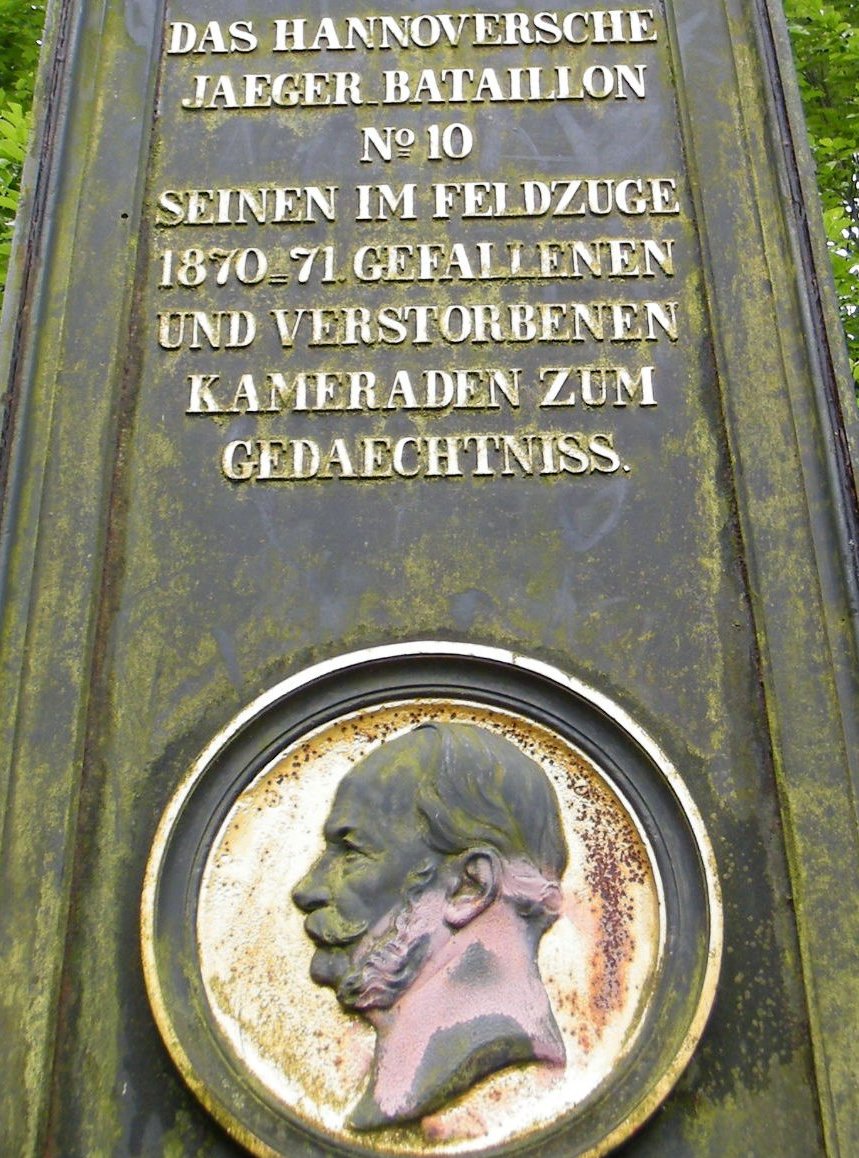 DAS HANNOVERSCHE
JAEGER-BATAILLON
No 10
SEINEN IM FELDZUGE
1870=71. GEFALLENEN
UND VERSTORBENEN
KAMERADEN ZUM
GEDAECHTNISS.